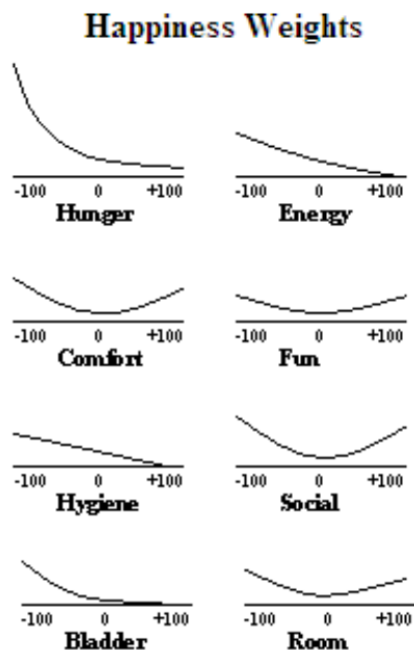 Happiness Weights
-100 0 +100
Hunger
-100 0 +100
Energy
-100 0 +100
Comfort
-100 0 +100
Fun
-100 0 +100
Hygiene
-100 0 +100
Social
-100 0 +100
Bladder
-100 0 +100
Room